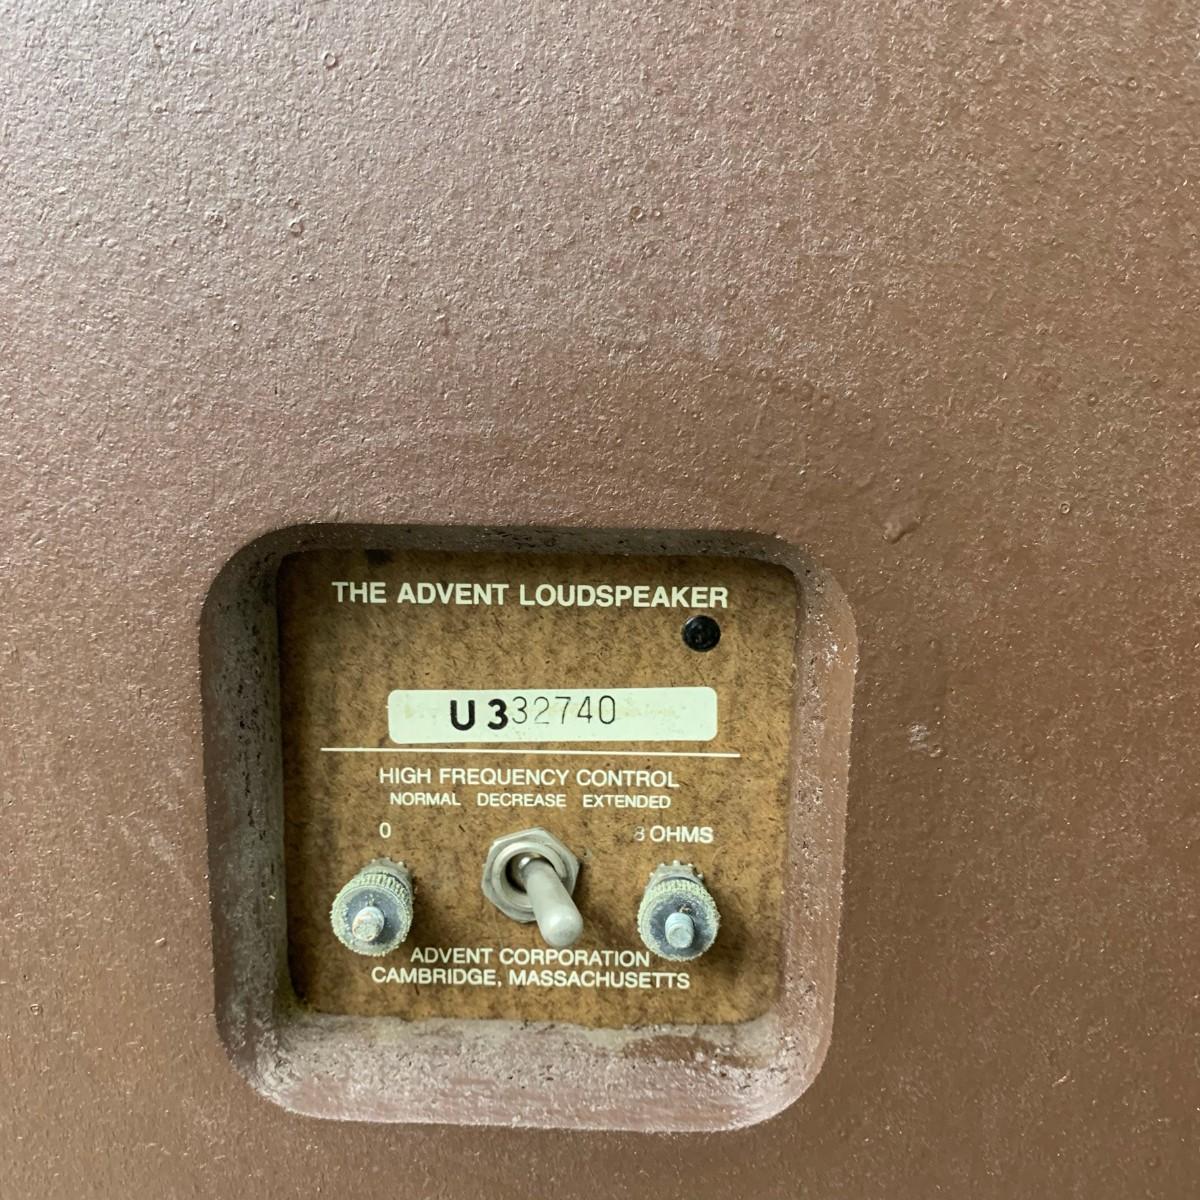 THE ADVENT LOUDSPEAKER
U 332740
HIGH FREQUENCY CONTROL
NORMAL DECREASE EXTENDED
0 8 OHMS
ADVENT CORPORATION
CAMBRIDGE, MASSACHUSETTS